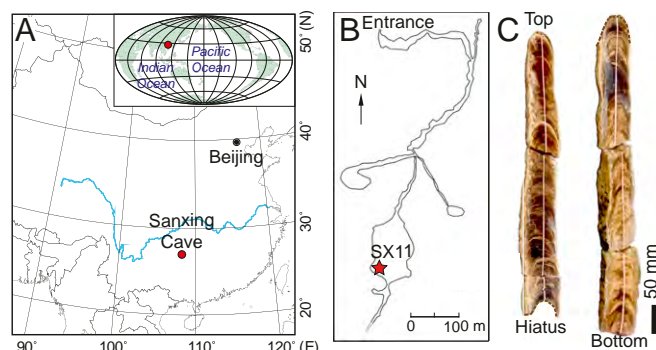 A
Pacific
Ocean
Indian
Ocean
50° (N)
40°
30°
20°
Beijing
Sanxing
Cave
90°
100°
110°
120° (E)
B
Entrance
N
SX11
0
100 m
C
Top
Hiatus
Bottom
50 mm